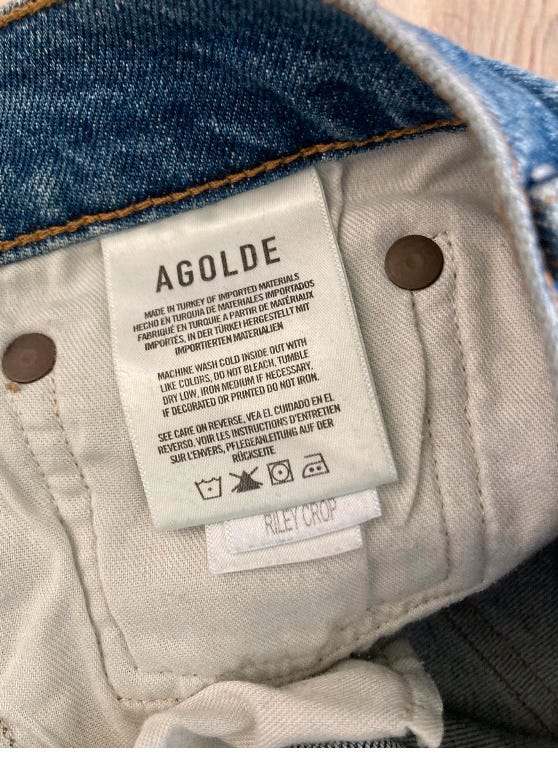 AGOLDE
MADE IN TURKEY OF IMPORTED MATERIALS
HECHO EN TURQUIA DE MATERIALES IMPORTADOS
FABRIQUÉ EN TURQUIE A PARTIR DE MATÉRIAUX
IMPORTÉS, IN DER TÜRKEI HERGESTELLT MIT
IMPORTIERTEN MATERIALIEN
MACHINE WASH COLD INSIDE OUT WITH
LIKE COLORS, DO NOT BLEACH, TUMBLE
DRY LOW, IRON MEDIUM IF NECESSARY.
IF DECORATED OR PRINTED DO NOT IRON.
SEE CARE ON REVERSE, VEA EL CUIDADO EN EL
REVERSO. VOIR LES INSTRUCTIONS D'ENTRETIEN
SUR L'ENVERS, PFLEGEANLEITUNG AUF DER
RÜCKSEITE
RILEY CROP